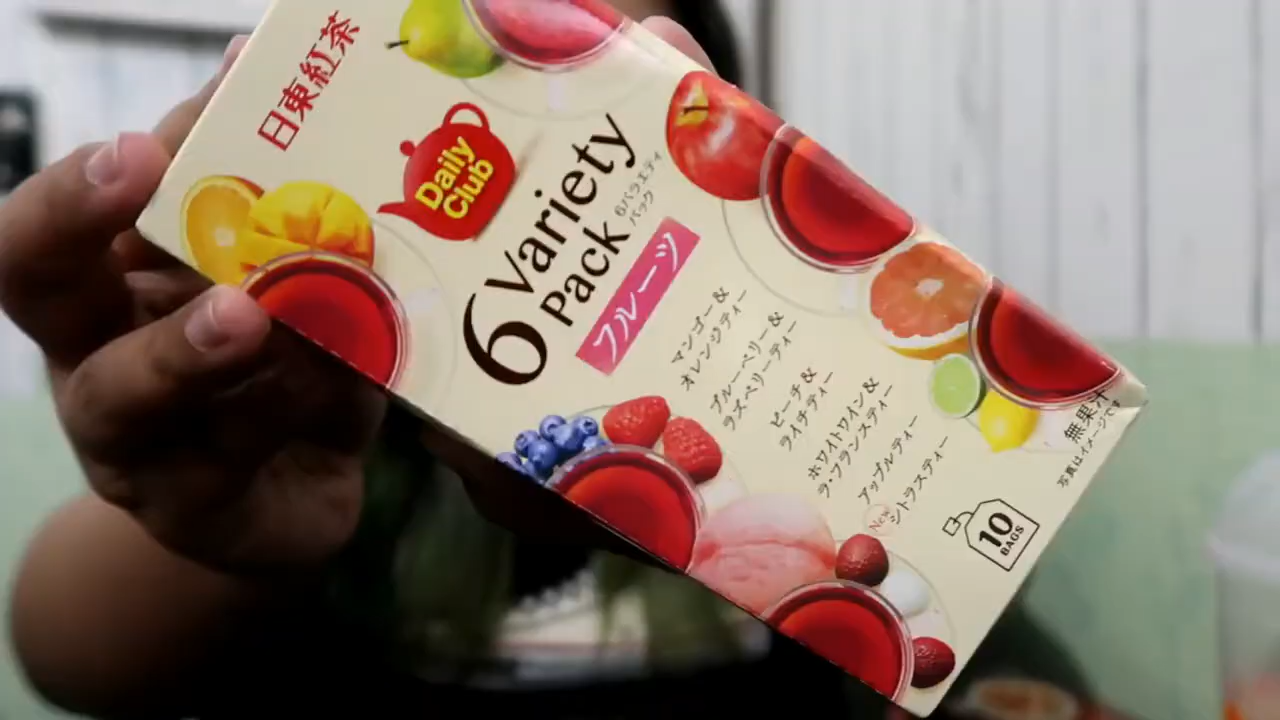 日東紅茶
Daily
Club
6 Variety
Pack
6バラエティ
パック
フルーツ
マンゴー&
オレンジティー
ブルーベリー&
ラズベリーティー
ピーチ&
ライチティー
ホワイトワイン&
ラ・フランスティー
アップルティー
New シトラスティー
無果汁
写真はイメージです
10
BAGS